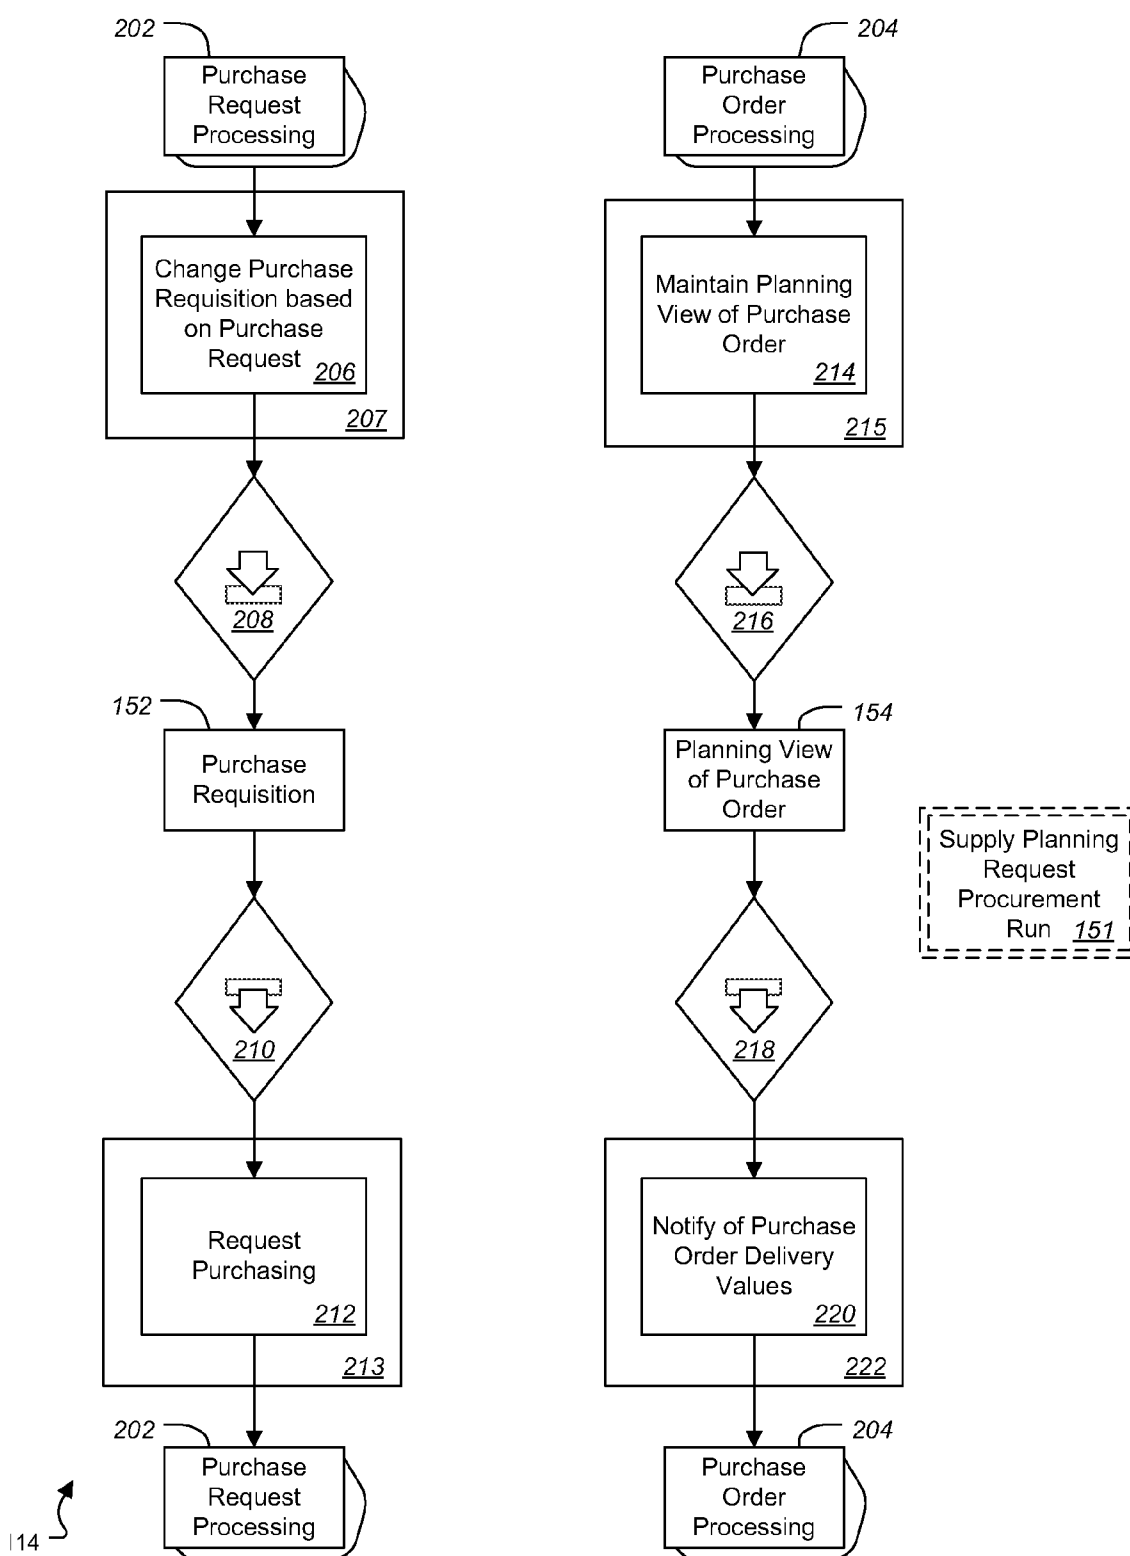 202
Purchase
Request
Processing
Change Purchase
Requisition based
on Purchase
Request
206
207
208
152
Purchase
Requisition
210
Request
Purchasing
212
213
202
Purchase
Request
Processing
204
Purchase
Order
Processing
Maintain Planning
View of Purchase
Order
214
215
216
154
Planning View
of Purchase
Order
218
Notify of Purchase
Order Delivery
Values
220
222
204
Purchase
Order
Processing
Supply Planning
Request
Procurement
Run 151
114